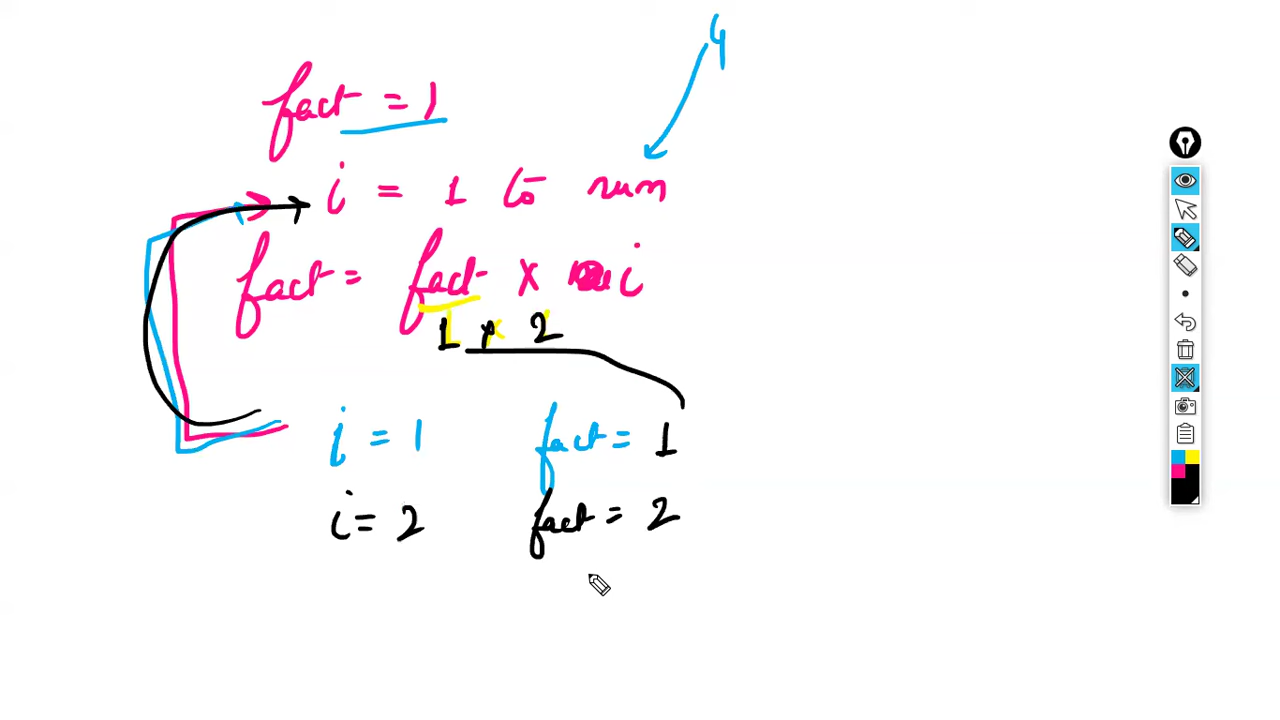 4
fact = 1
i = 1 to num
fact = fact x i
1 x 2
i = 1 fact = 1
i = 2 fact = 2